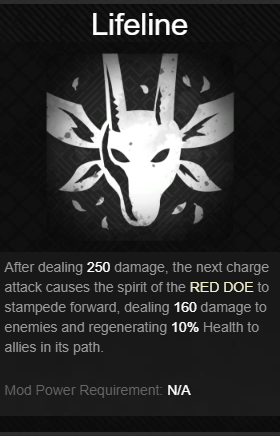 Lifeline
After dealing 250 damage, the next charge
attack causes the spirit of the RED DOE to
stampede forward, dealing 160 damage to
enemies and regenerating 10% Health to
allies in its path.
Mod Power Requirement: N/A